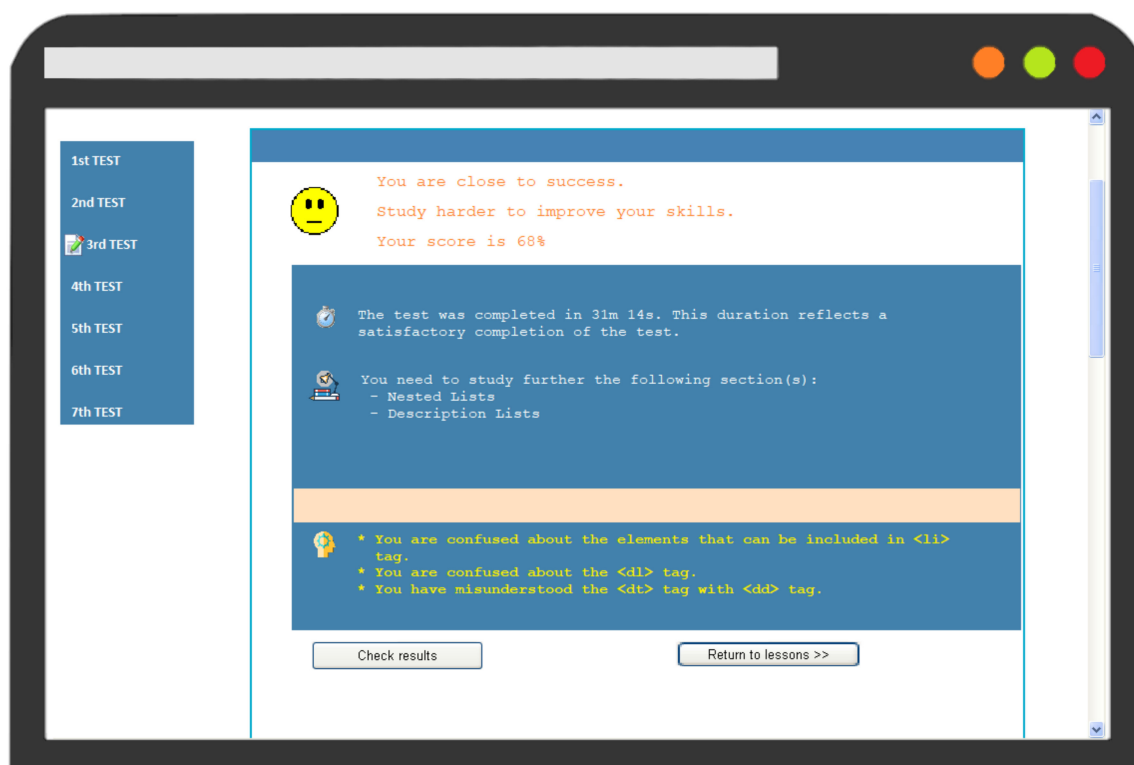 1st TEST
2nd TEST
3rd TEST
4th TEST
5th TEST
6th TEST
7th TEST
You are close to success.
Study harder to improve your skills.
Your score is 68%
The test was completed in 31m 14s. This duration reflects a
satisfactory completion of the test.
You need to study further the following section(s):
- Nested Lists
- Description Lists
* You are confused about the elements that can be included in <li>
tag.
* You are confused about the <dl> tag.
* You have misunderstood the <dt> tag with <dd> tag.
Check results
Return to lessons >>